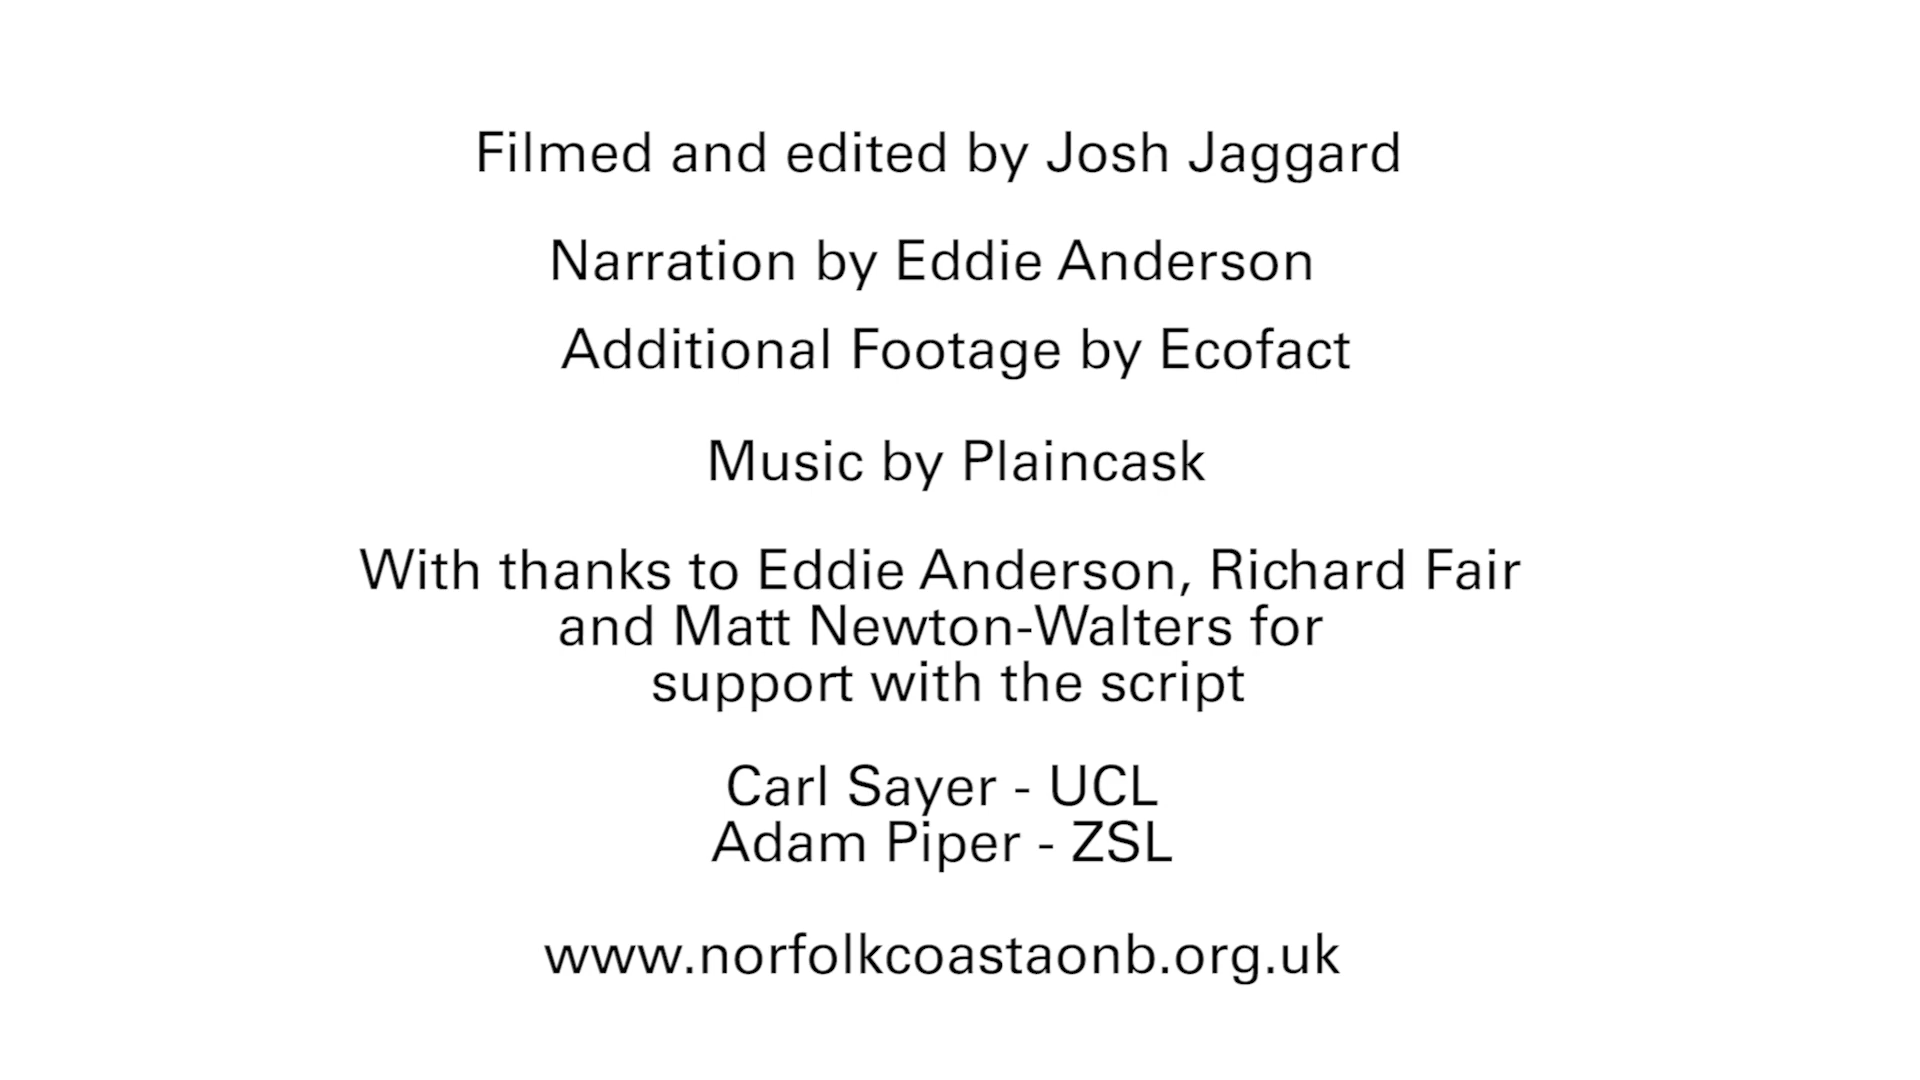 Filmed and edited by Josh Jaggard
Narration by Eddie Anderson
Additional Footage by Ecofact
Music by Plaincask
With thanks to Eddie Anderson, Richard Fair
and Matt Newton-Walters for
support with the script
Carl Sayer - UCL
Adam Piper - ZSL
www.norfolkcoastaonb.org.uk